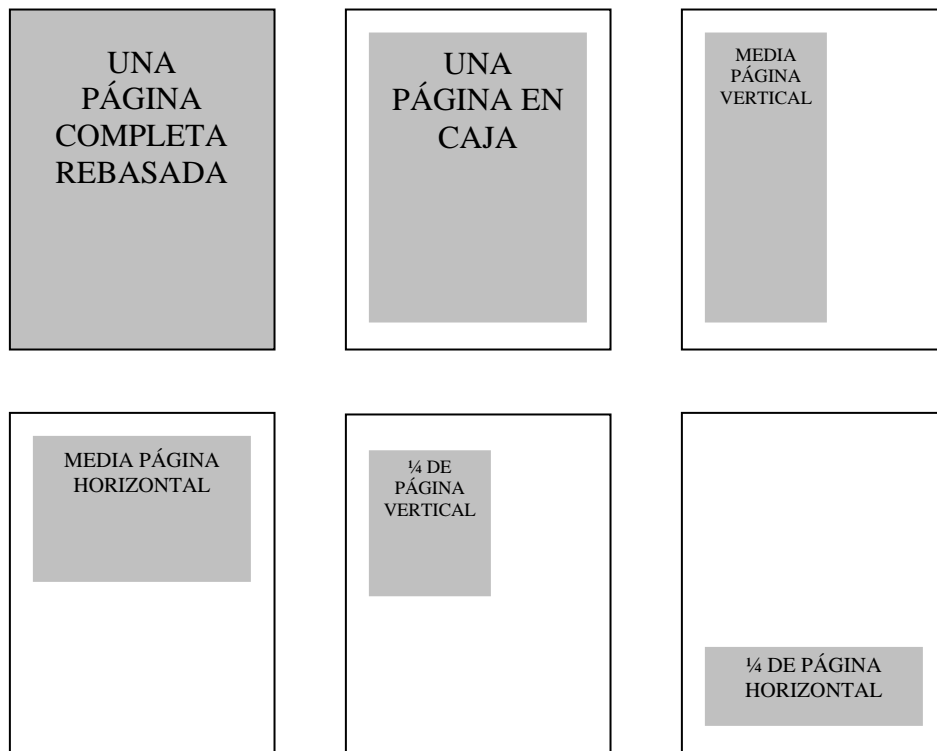 UNA
PÁGINA
COMPLETA
REBASADA
UNA
PÁGINA EN
CAJA
MEDIA
PÁGINA
VERTICAL
MEDIA PÁGINA
HORIZONTAL
¼ DE
PÁGINA
VERTICAL
¼ DE PÁGINA
HORIZONTAL